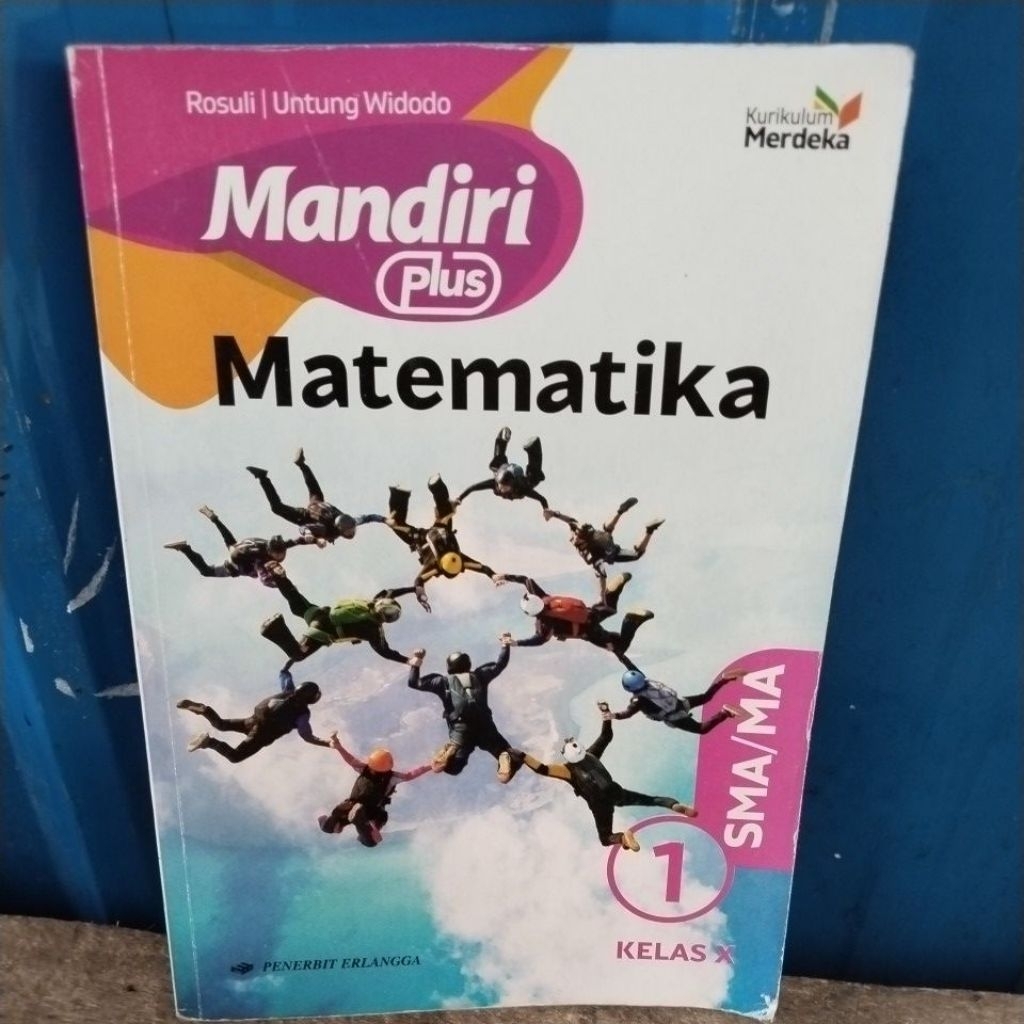 Rosuli | Untung Widodo
Kurikulum
Merdeka
Mandiri
Plus
Matematika
SMA/MA
1
KELAS X
PENERBIT ERLANGGA